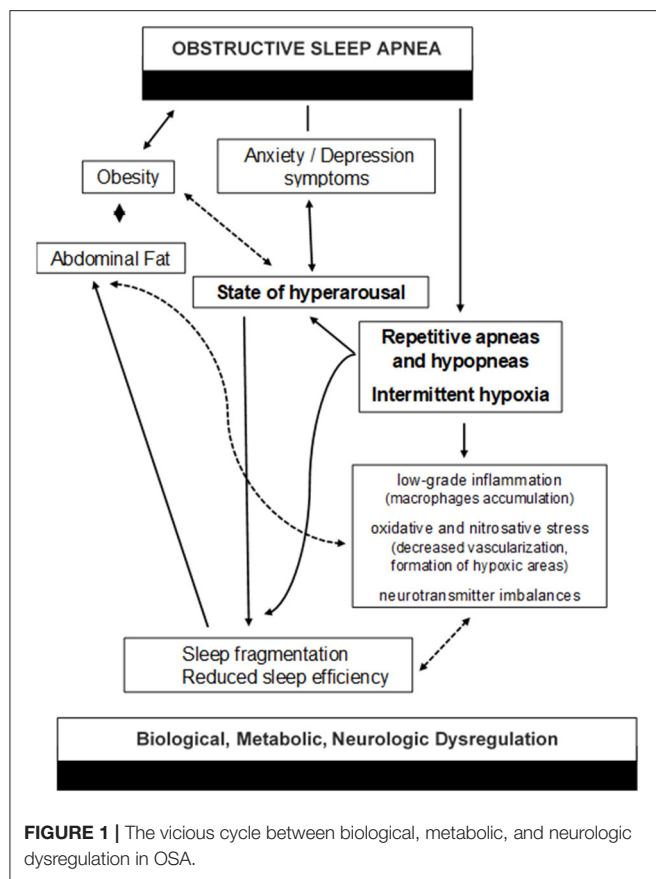 OBSTRUCTIVE SLEEP APNEA
Anxiety / Depression
symptoms
Obesity
Abdominal Fat
State of hyperarousal
Repetitive apneas
and hypopneas
Intermittent hypoxia
low-grade inflammation
(macrophages accumulation)
oxidative and nitrosative stress
(decreased vascularization,
formation of hypoxic areas)
neurotransmitter imbalances
Sleep fragmentation
Reduced sleep efficiency
Biological, Metabolic, Neurologic Dysregulation
FIGURE 1 | The vicious cycle between biological, metabolic, and neurologic
dysregulation in OSA.